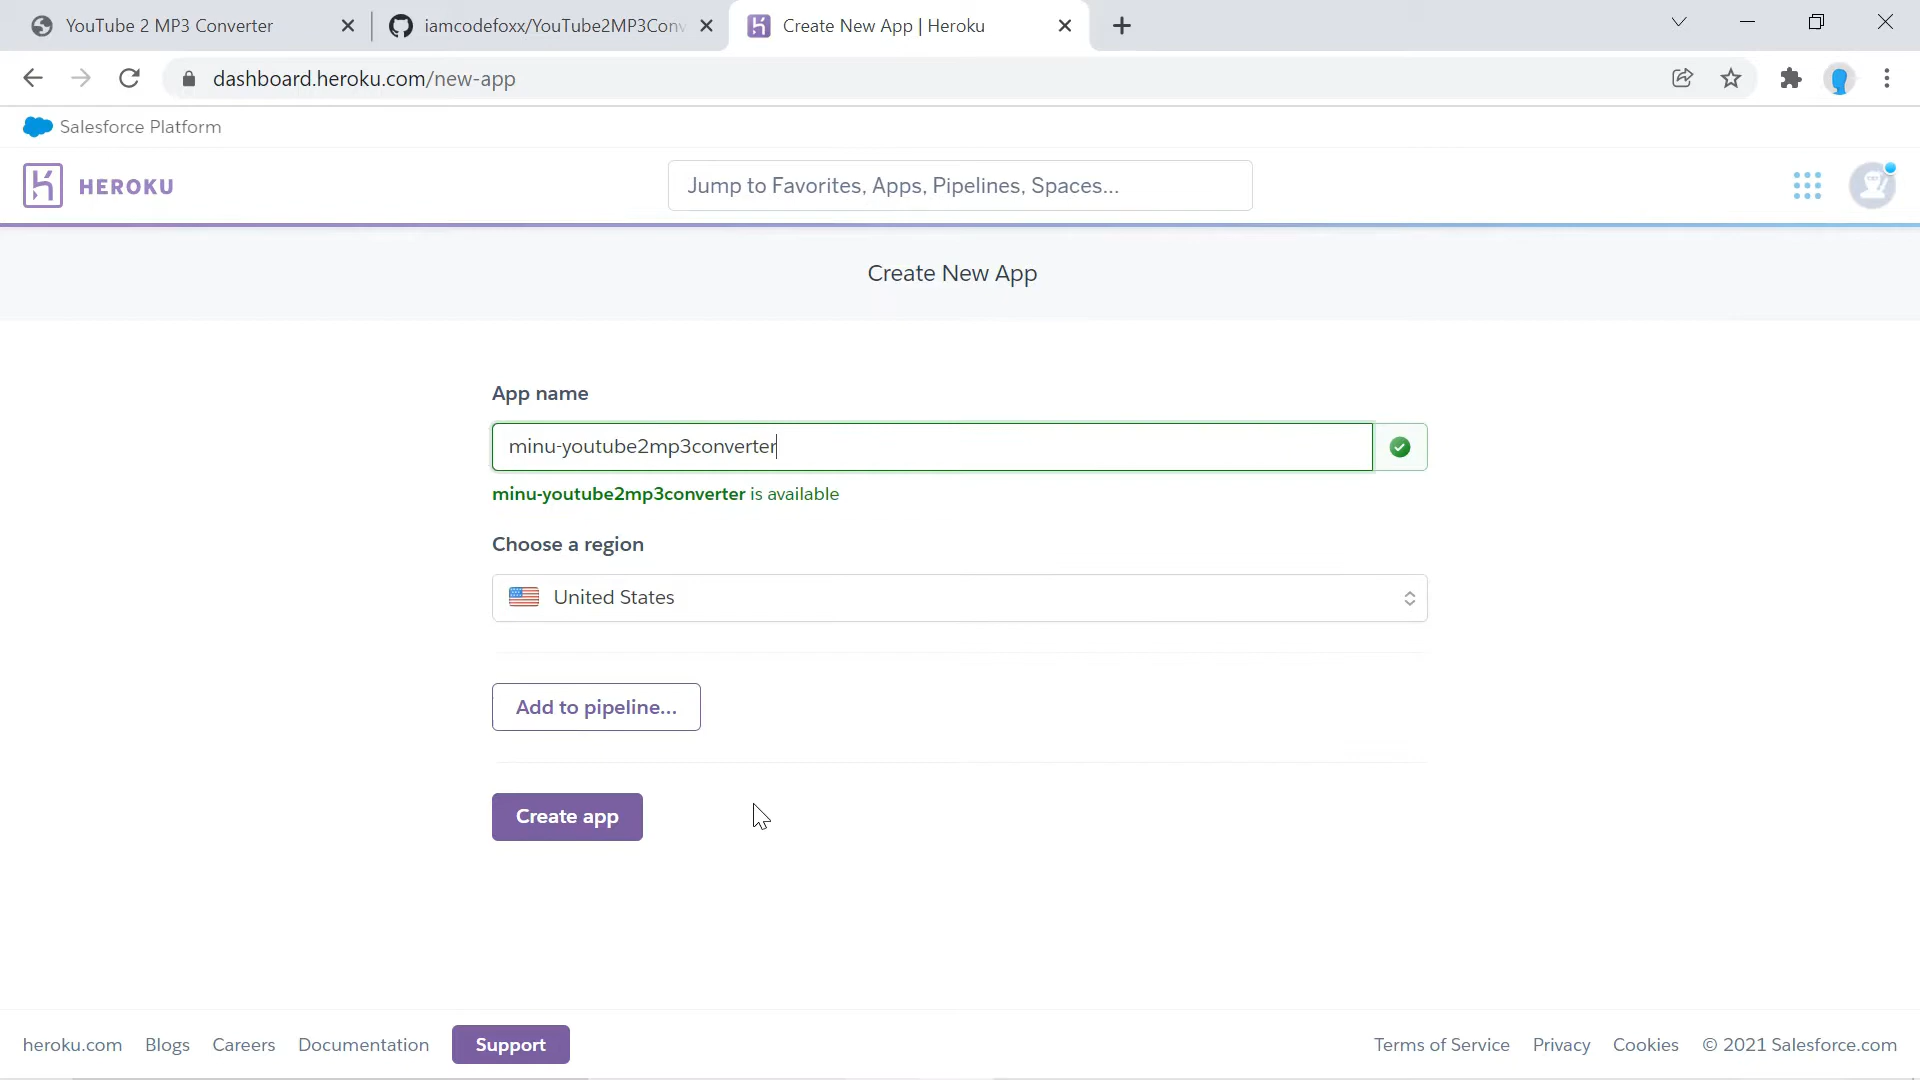 YouTube 2 MP3 Converter
iamcodefoxx/YouTube2MP3Conv
Create New App | Heroku
dashboard.heroku.com/new-app
Salesforce Platform
HEROKU
Jump to Favorites, Apps, Pipelines, Spaces...
Create New App
App name
minu-youtube2mp3converter
minu-youtube2mp3converter is available
Choose a region
United States
Add to pipeline...
Create app
heroku.com Blogs Careers Documentation Support Terms of Service Privacy Cookies © 2021 Salesforce.com